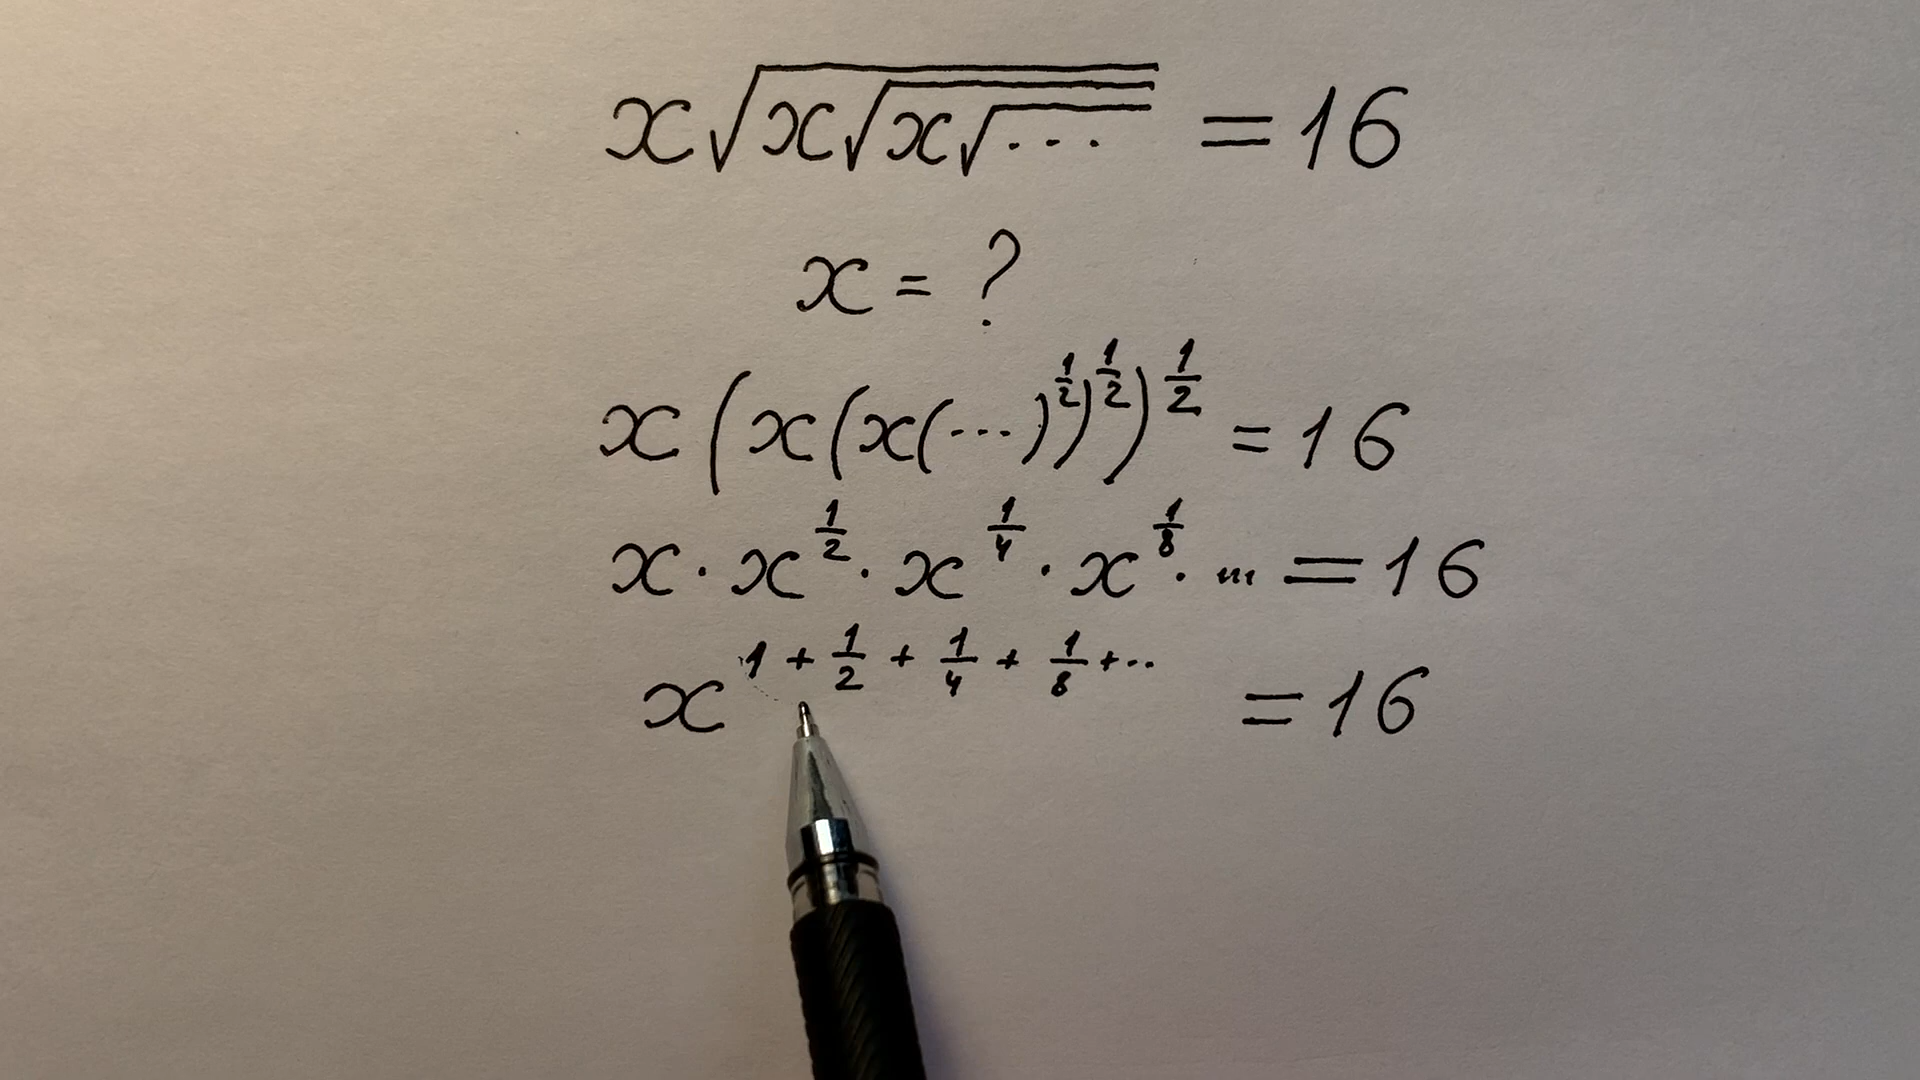 x√(x√(x√(...))) = 16
x = ?
x(x(x(...)^(1/2))^(1/2))^(1/2) = 16
x · x^(1/2) · x^(1/4) · x^(1/8) · ... = 16
x^(1 + 1/2 + 1/4 + 1/8 + ..) = 16